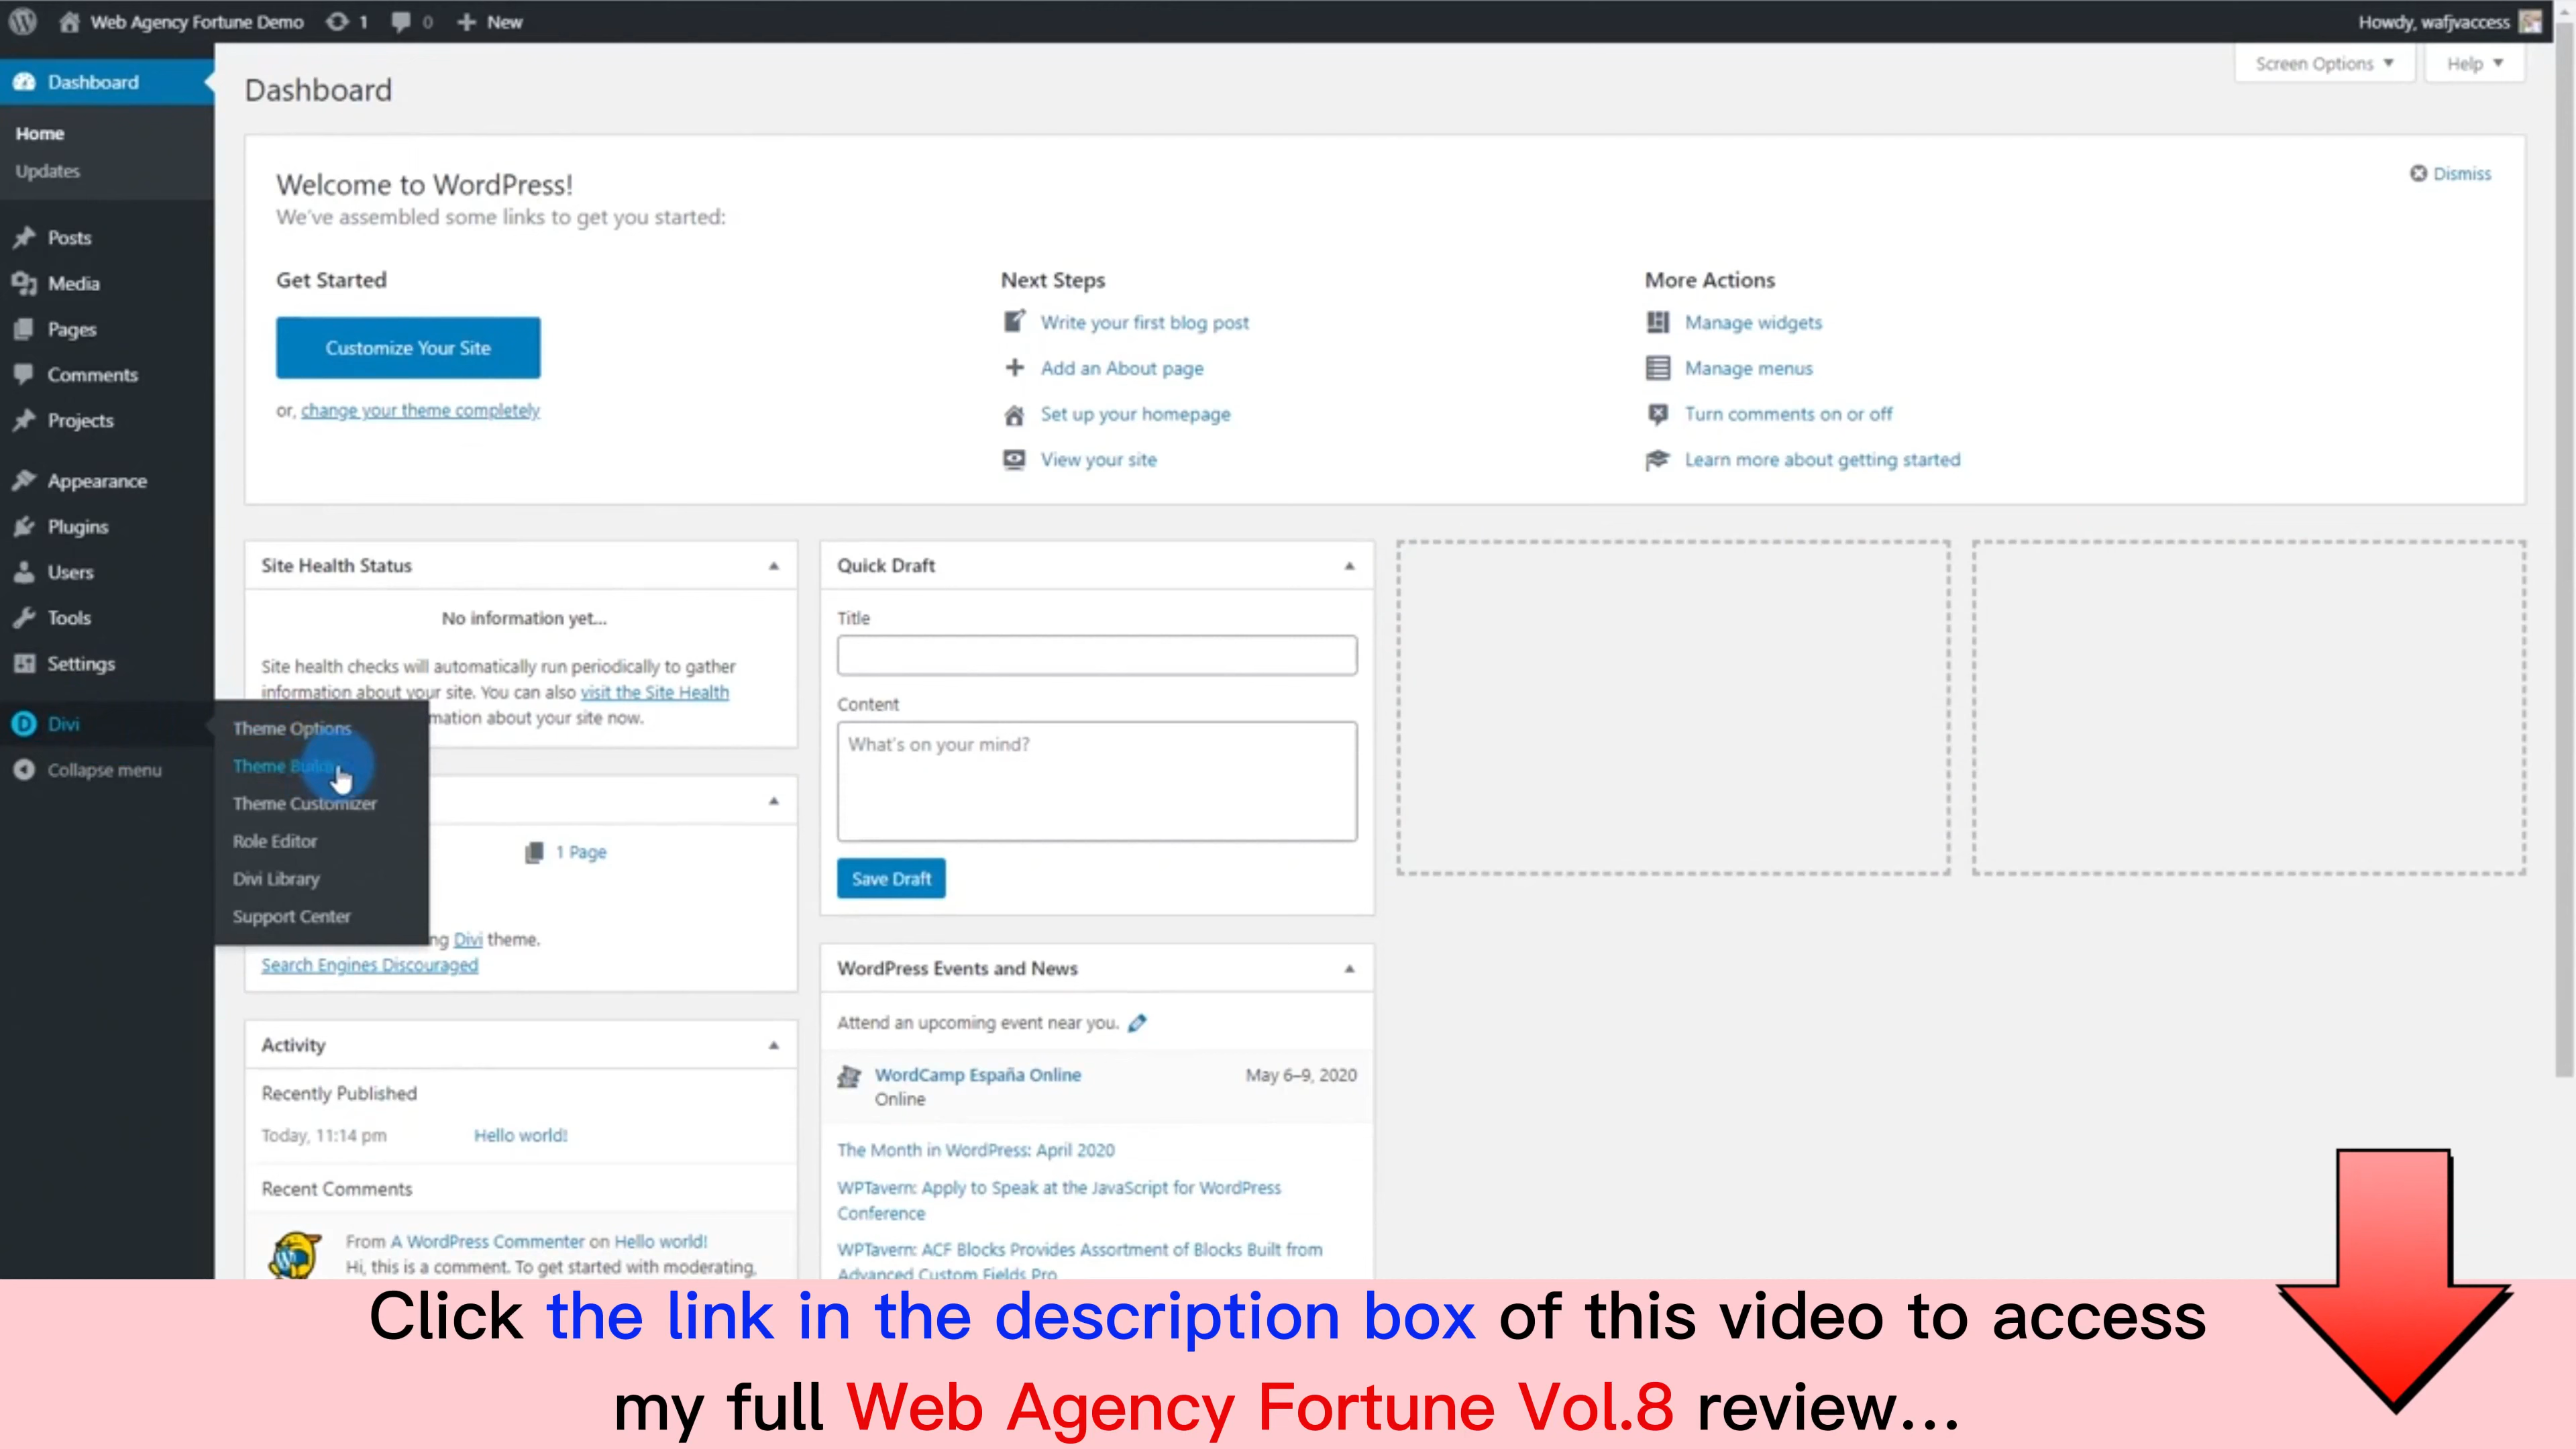 Web Agency Fortune Demo 1 0 New
Howdy, wafjvaccess
Dashboard
Home
Updates
Posts
Media
Pages
Comments
Projects
Appearance
Plugins
Users
Tools
Settings
Divi
Collapse menu
Theme Options
Theme
Theme Customizer
Role Editor
Divi Library
Support Center
Dashboard
Screen Options
Help
Welcome to WordPress!
We've assembled some links to get you started:
Dismiss
Get Started
Customize Your Site
or, change your theme completely
Next Steps
Write your first blog post
Add an About page
Set up your homepage
View your site
More Actions
Manage widgets
Manage menus
Turn comments on or off
Learn more about getting started
Site Health Status
No information yet...
Site health checks will automatically run periodically to gather
information about your site. You can also visit the Site Health
mation about your site now.
1 Page
ng Divi theme.
Search Engines Discouraged
Activity
Recently Published
Today, 11:14 pm Hello world!
Recent Comments
From A WordPress Commenter on Hello world!
Hi, this is a comment. To get started with moderating,
Quick Draft
Title
Content
What's on your mind?
Save Draft
WordPress Events and News
Attend an upcoming event near you.
WordCamp España Online May 6–9, 2020
Online
The Month in WordPress: April 2020
WPTavern: Apply to Speak at the JavaScript for WordPress
Conference
WPTavern: ACF Blocks Provides Assortment of Blocks Built from
Advanced Custom Fields Pro
Click the link in the description box of this video to access
my full Web Agency Fortune Vol.8 review...